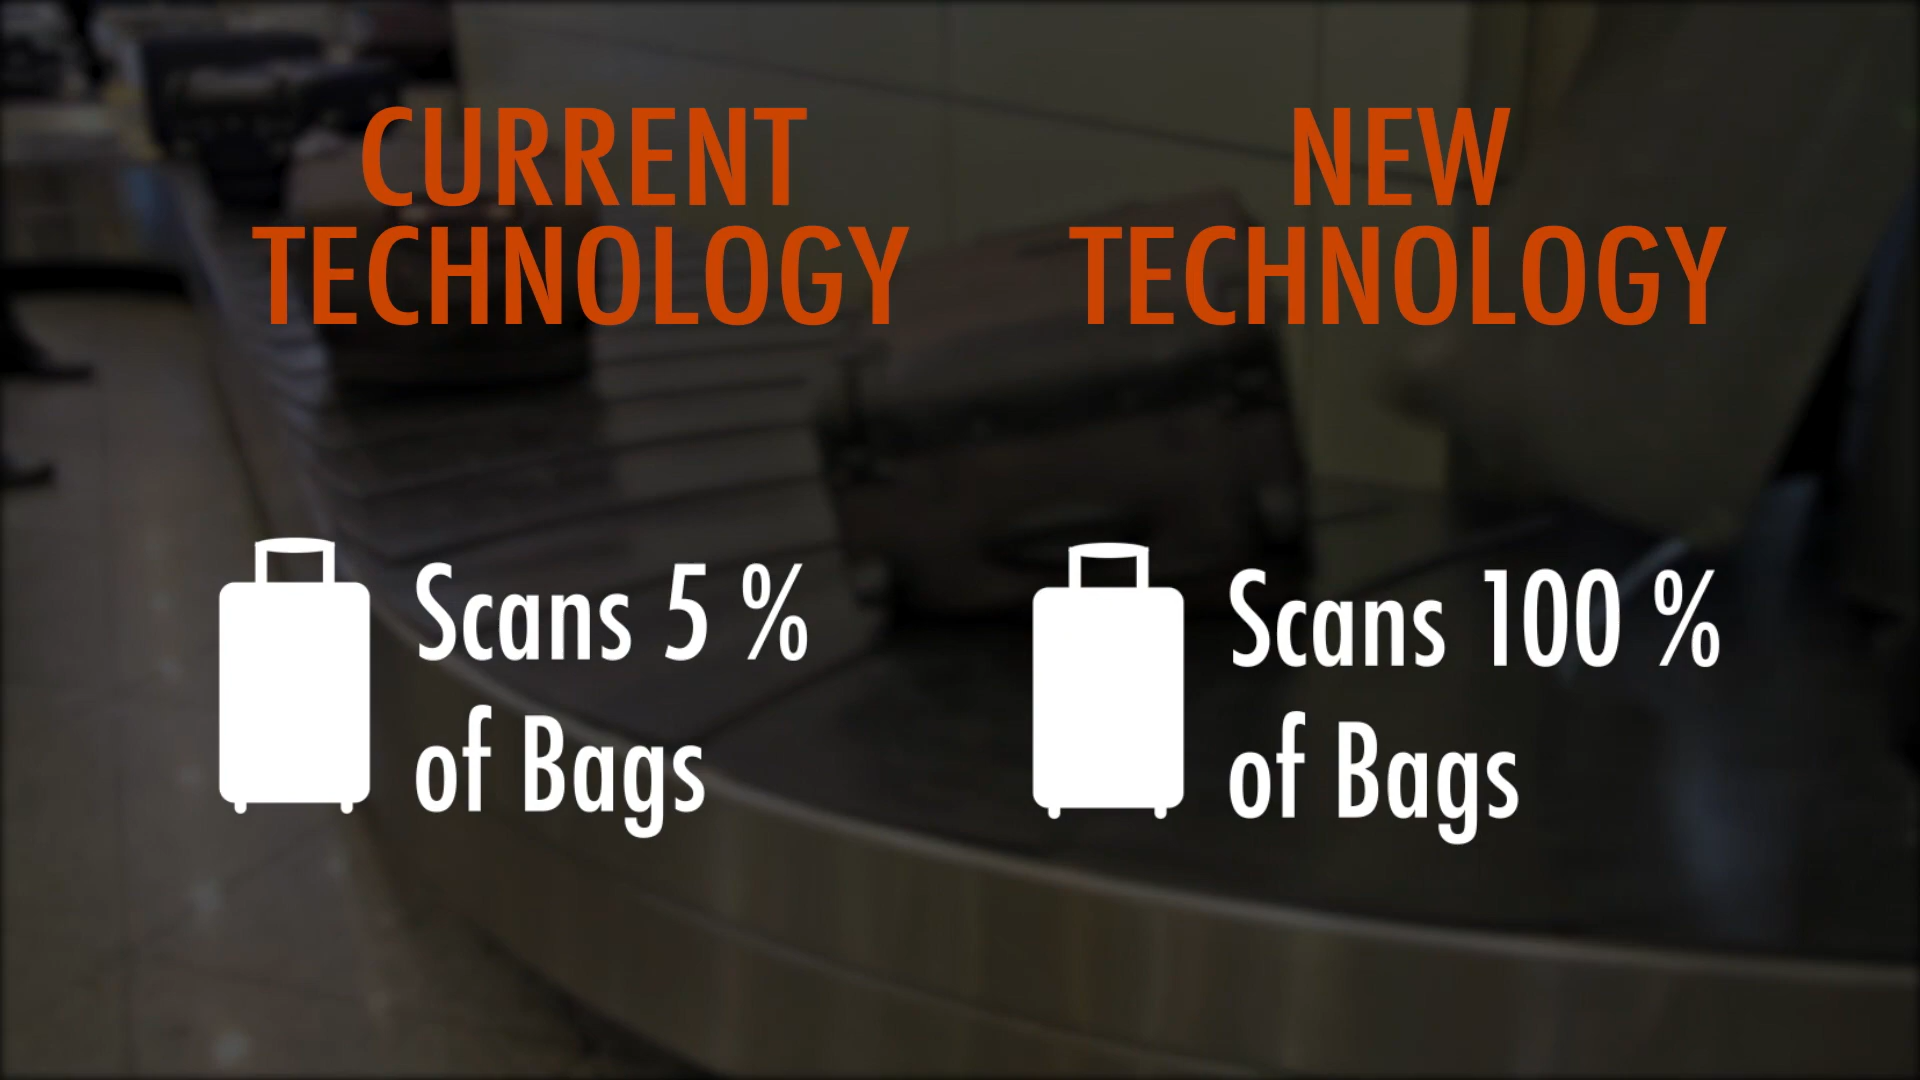 CURRENT
TECHNOLOGY
Scans 5 %
of Bags
NEW
TECHNOLOGY
Scans 100 %
of Bags